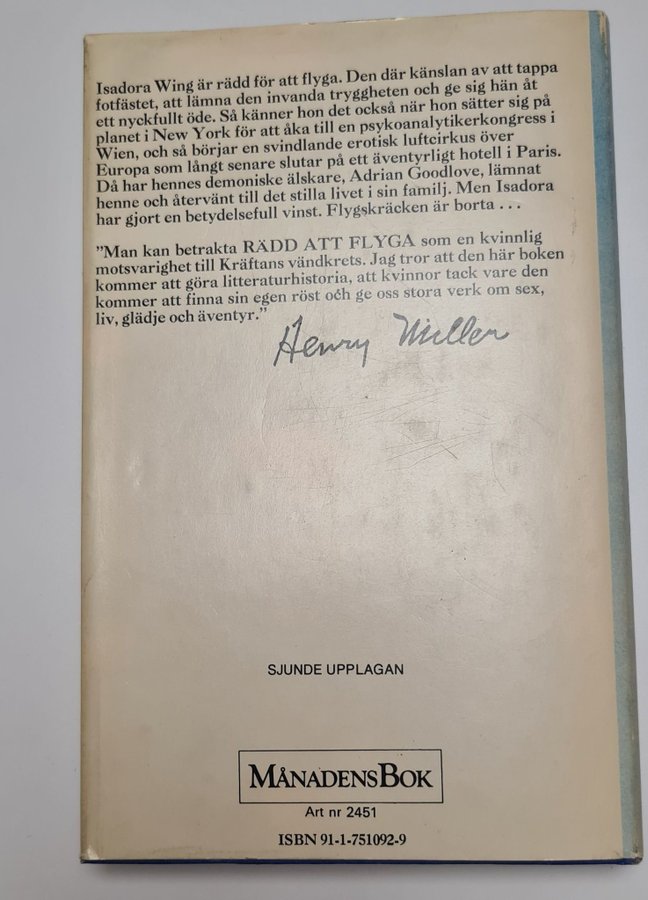 Isadora Wing är rädd för att flyga. Den där känslan av att tappa
fotfästet, att lämna den invanda tryggheten och ge sig hän åt
ett nyckfullt öde. Så känner hon det också när hon sätter sig på
planet i New York för att åka till en psykoanalytikerkongress i
Wien, och så börjar en svindlande erotisk luftcirkus över
Europa som långt senare slutar på ett äventyrligt hotell i Paris.
Då har hennes demoniske älskare, Adrian Goodlove, lämnat
henne och återvänt till det stilla livet i sin familj. Men Isadora
har gjort en betydelsefull vinst. Flygskräcken är borta ...
"Man kan betrakta RÄDD ATT FLYGA som en kvinnlig
motsvarighet till Kräftans vändkrets. Jag tror att den här boken
kommer att göra litteraturhistoria, att kvinnor tack vare den
kommer att finna sin egen röst och ge oss stora verk om sex,
liv, glädje och äventyr."
Henry Miller
SJUNDE UPPLAGAN
MÅNADENSBOK
Art nr 2451
ISBN 91-1-751092-9